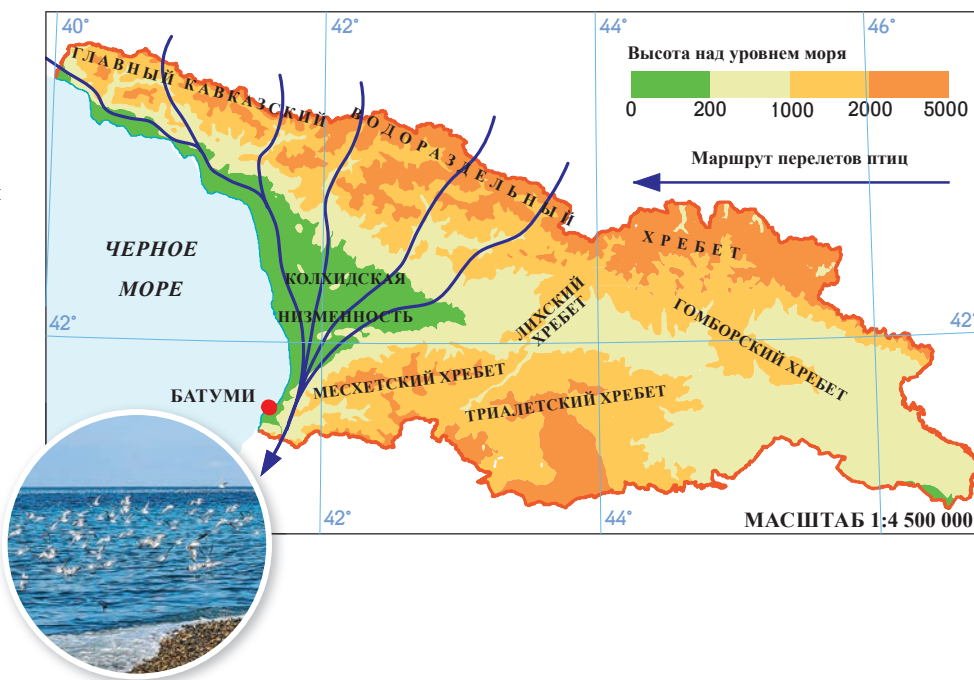 40°
42°
44°
46°
Высота над уровнем моря
0 200 1000 2000 5000
Маршрут перелетов птиц
ГЛАВНЫЙ КАВКАЗСКИЙ ВОДОРАЗДЕЛЬНЫЙ ХРЕБЕТ
ЧЕРНОЕ
МОРЕ
КОЛХИДСКАЯ
НИЗМЕННОСТЬ
ЛИХСКИЙ
ХРЕБЕТ
ГОМБОРСКИЙ ХРЕБЕТ
42°
42°
БАТУМИ
МЕСХЕТСКИЙ ХРЕБЕТ
ТРИАЛЕТСКИЙ ХРЕБЕТ
42°
44°
МАСШТАБ 1:4 500 000